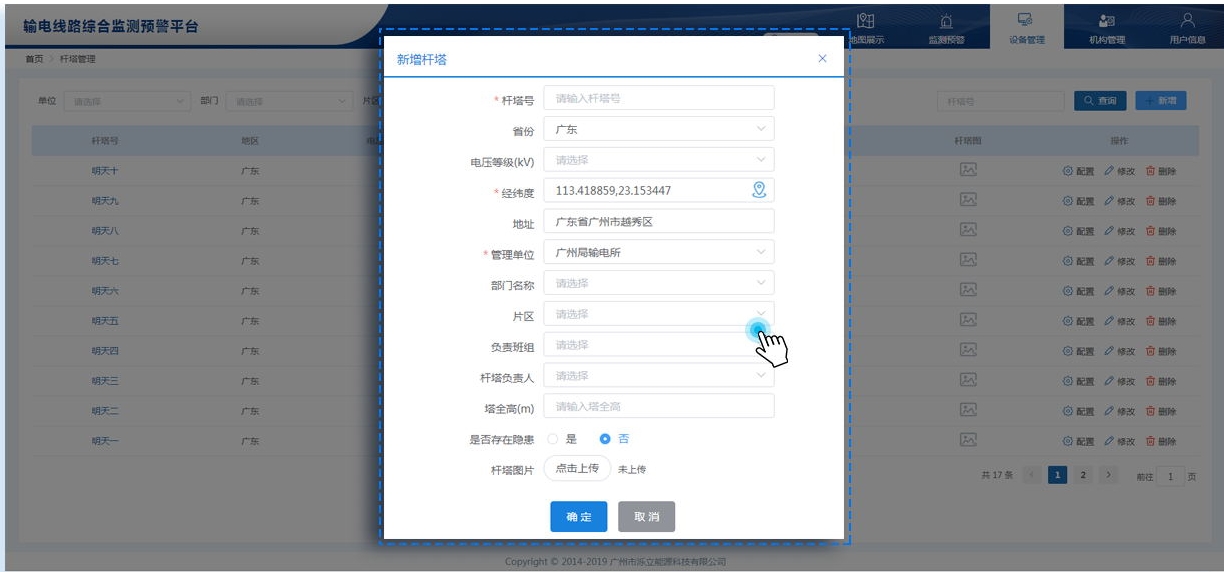 输电线路综合监测预警平台
地图展示
监测预警
设备管理
机构管理
用户信息
首页 > 杆塔管理
单位 请选择 部门 请选择 片区
杆塔号 查询 + 新增
杆塔号 地区 杆塔图 操作
明天十 广东 配置 修改 删除
明天九 广东 配置 修改 删除
明天八 广东 配置 修改 删除
明天七 广东 配置 修改 删除
明天六 广东 配置 修改 删除
明天五 广东 配置 修改 删除
明天四 广东 配置 修改 删除
明天三 广东 配置 修改 删除
明天二 广东 配置 修改 删除
明天一 广东 配置 修改 删除
共 17 条 < 1 2 > 前往 1 页
新增杆塔 ×
* 杆塔号 请输入杆塔号
省份 广东
电压等级(kV) 请选择
* 经纬度 113.418859,23.153447
地址 广东省广州市越秀区
* 管理单位 广州局输电所
部门名称 请选择
片区 请选择
负责班组 请选择
杆塔负责人 请选择
塔全高(m) 请输入塔全高
是否存在隐患 是 否
杆塔图片 点击上传 未上传
确定 取消
Copyright © 2014-2019 广州市泺立能源科技有限公司